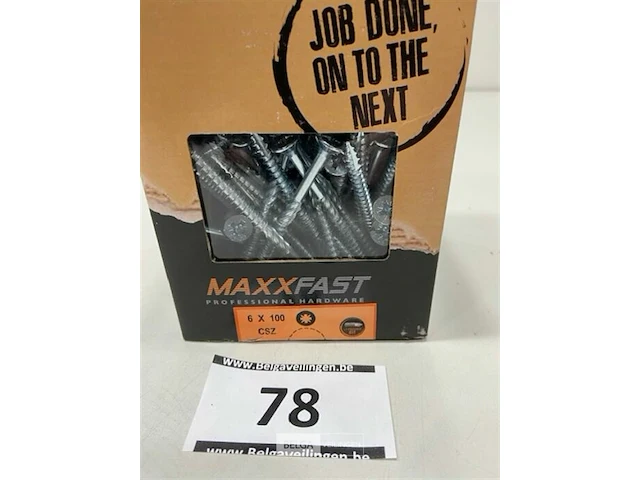 JOB DONE,
ON TO THE
NEXT
MAXXFAST
PROFESSIONAL HARDWARE
6 X 100
CSZ
www.Belgaveilingen.be
78
BELGA
www.Belgaveilingen.be